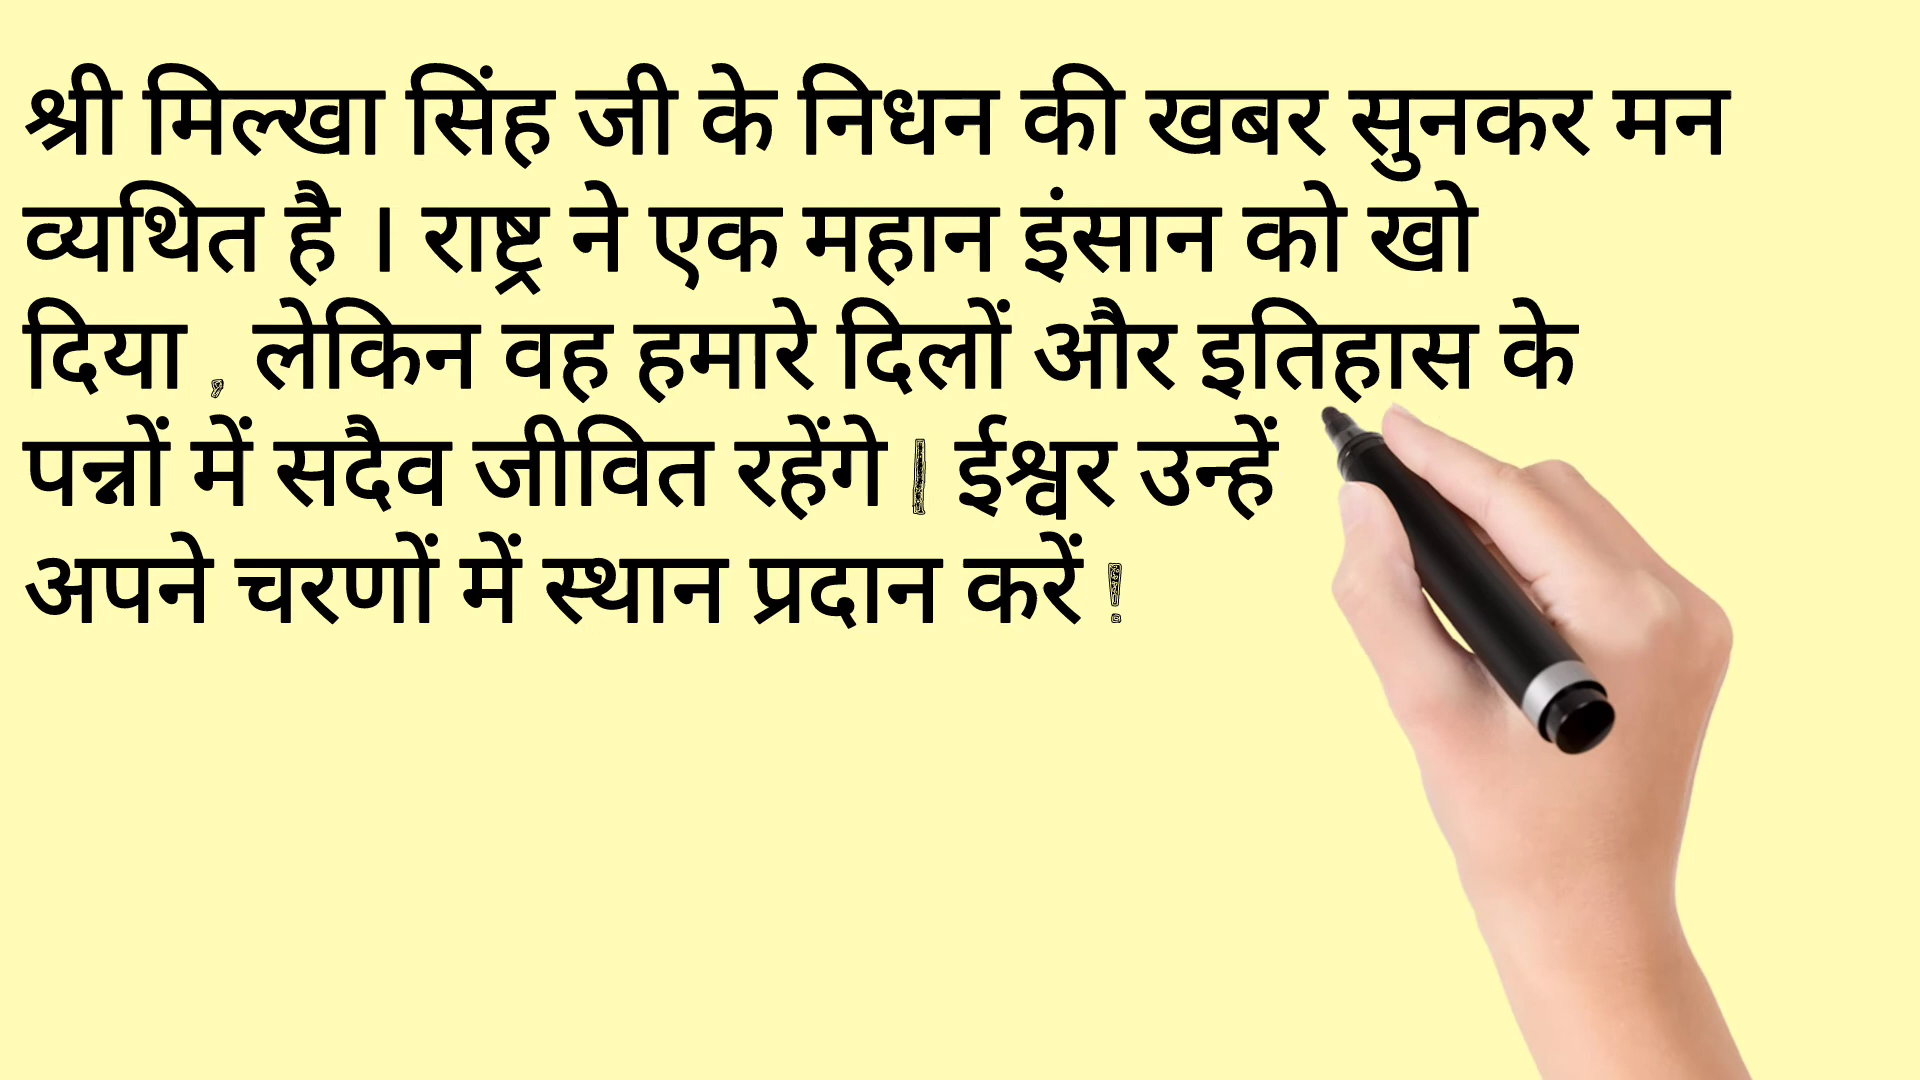 श्री मिल्खा सिंह जी के निधन की खबर सुनकर मन
व्यथित है । राष्ट्र ने एक महान इंसान को खो
दिया , लेकिन वह हमारे दिलों और इतिहास के
पन्नों में सदैव जीवित रहेंगे | ईश्वर उन्हें
अपने चरणों में स्थान प्रदान करें !